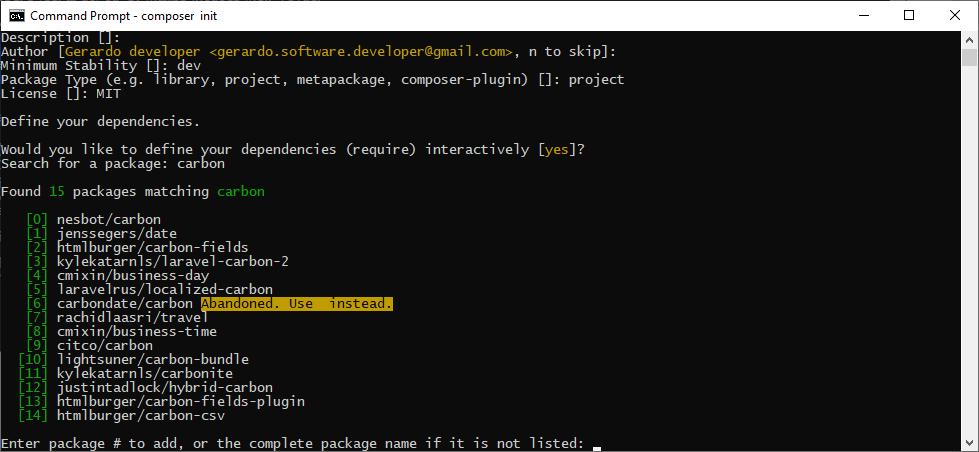 Command Prompt - composer init
Description []:
Author [Gerardo developer <gerardo.software.developer@gmail.com>, n to skip]:
Minimum Stability []: dev
Package Type (e.g. library, project, metapackage, composer-plugin) []: project
License []: MIT
Define your dependencies.
Would you like to define your dependencies (require) interactively [yes]?
Search for a package: carbon
Found 15 packages matching carbon
[0] nesbot/carbon
[1] jenssegers/date
[2] htmlburger/carbon-fields
[3] kylekatarnls/laravel-carbon-2
[4] cmixin/business-day
[5] laravelrus/localized-carbon
[6] carbondate/carbon Abandoned. Use  instead.
[7] rachidlaasri/travel
[8] cmixin/business-time
[9] citco/carbon
[10] lightsuner/carbon-bundle
[11] kylekatarnls/carbonite
[12] justintadlock/hybrid-carbon
[13] htmlburger/carbon-fields-plugin
[14] htmlburger/carbon-csv
Enter package # to add, or the complete package name if it is not listed: